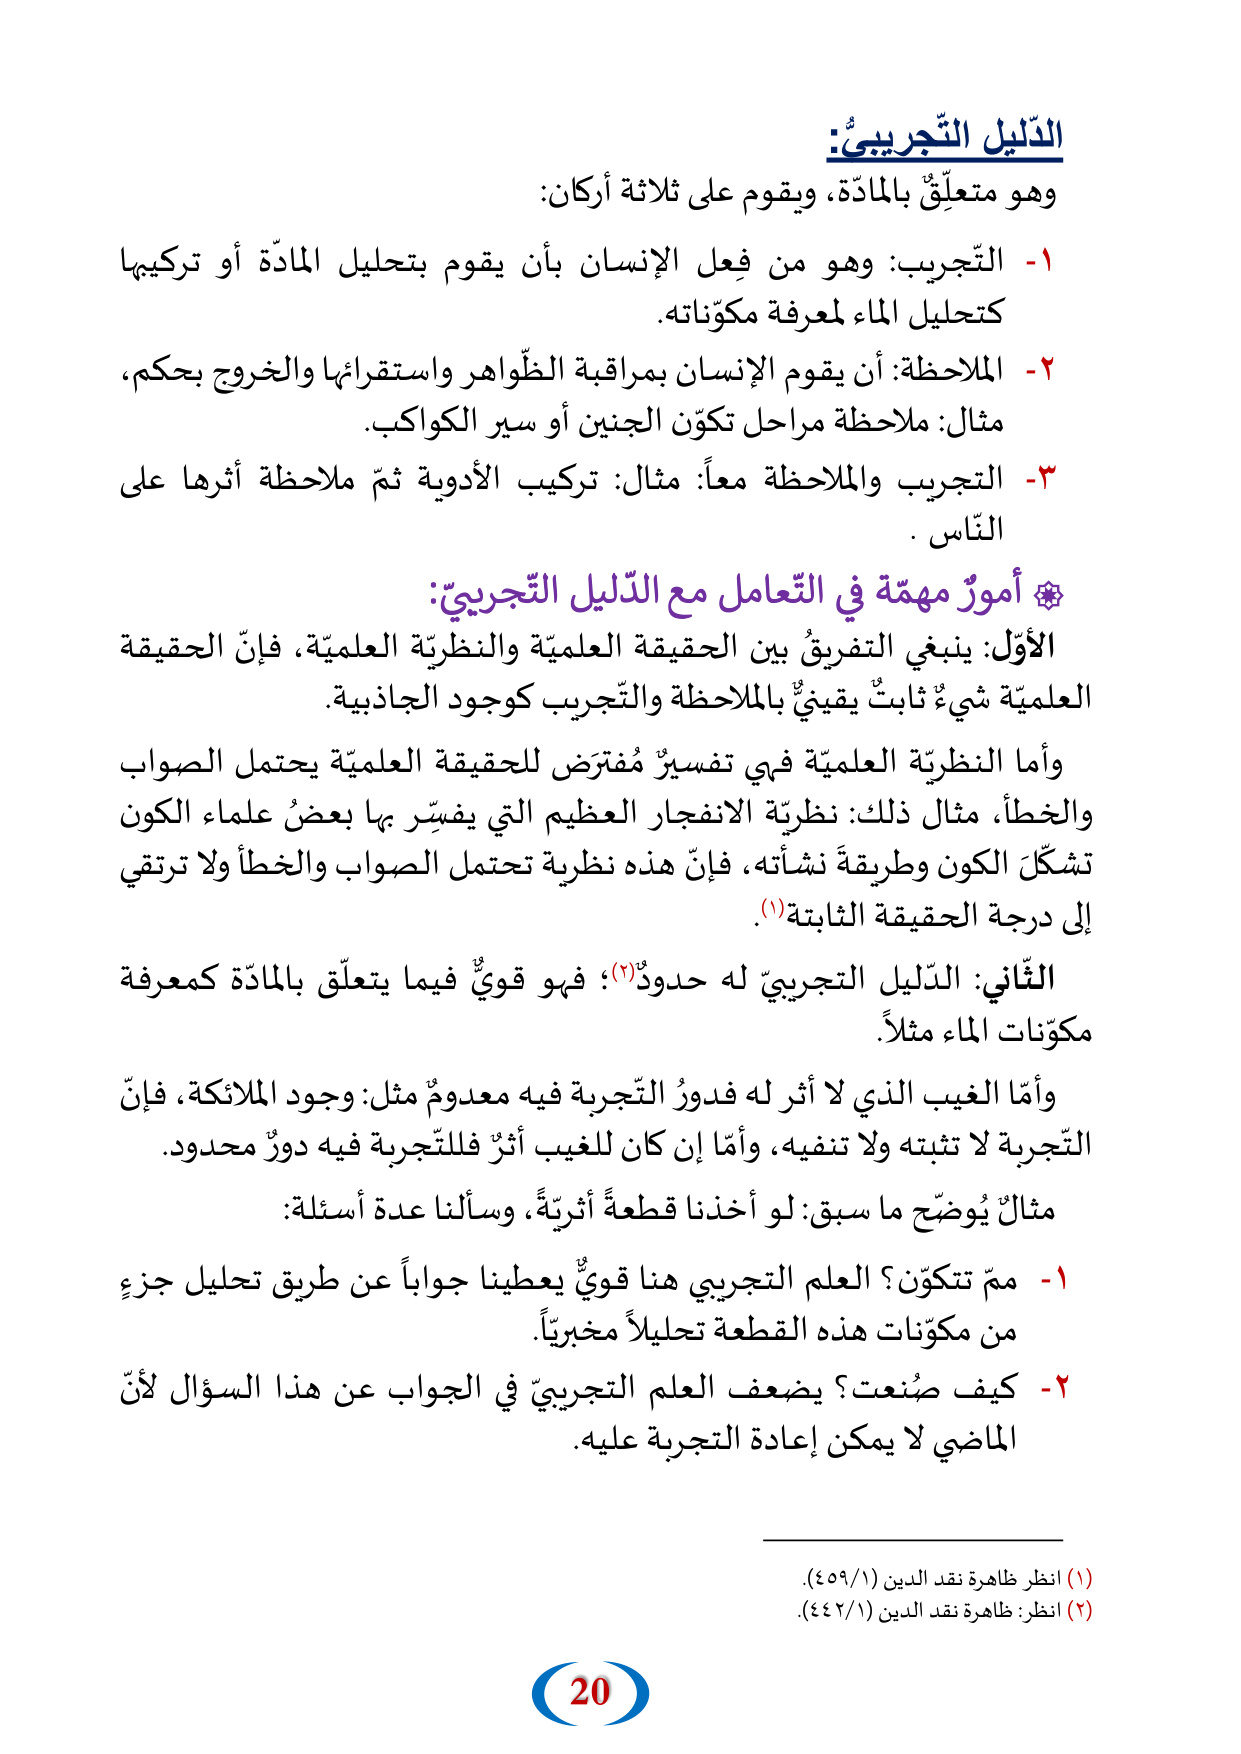 الدّليل التّجريبيُّ:
وهو متعلِّقٌ بالمادّة، ويقوم على ثلاثة أركان:
١- التّجريب: وهو من فِعل الإنسان بأن يقوم بتحليل المادّة أو تركيبها
كتحليل الماء لمعرفة مكوّناته.
٢- الملاحظة: أن يقوم الإنسان بمراقبة الظّواهر واستقرائها والخروج بحكم،
مثال: ملاحظة مراحل تكوّن الجنين أو سير الكواكب.
٣- التجريب والملاحظة معاً: مثال: تركيب الأدوية ثمّ ملاحظة أثرها على
النّاس .
۞ أمورٌ مهمّة في التّعامل مع الدّليل التّجريبيّ:
الأوّل: ينبغي التفريقُ بين الحقيقة العلميّة والنظريّة العلميّة، فإنّ الحقيقة
العلميّة شيءٌ ثابتٌ يقينيٌّ بالملاحظة والتّجريب كوجود الجاذبية.
وأما النظريّة العلميّة فهي تفسيرٌ مُفترَض للحقيقة العلميّة يحتمل الصواب
والخطأ، مثال ذلك: نظريّة الانفجار العظيم التي يفسِّر بها بعضُ علماء الكون
تشكّلَ الكون وطريقةَ نشأته، فإنّ هذه نظرية تحتمل الصواب والخطأ ولا ترتقي
إلى درجة الحقيقة الثابتة(١).
الثّاني: الدّليل التجريبيّ له حدودٌ(٢)؛ فهو قويٌّ فيما يتعلّق بالمادّة كمعرفة
مكوّنات الماء مثلاً.
وأمّا الغيب الذي لا أثر له فدورُ التّجربة فيه معدومٌ مثل: وجود الملائكة، فإنّ
التّجربة لا تثبته ولا تنفيه، وأمّا إن كان للغيب أثرٌ فللتّجربة فيه دورٌ محدود.
مثالٌ يُوضّح ما سبق: لو أخذنا قطعةً أثريّةً، وسألنا عدة أسئلة:
١- ممّ تتكوّن؟ العلم التجريبي هنا قويٌّ يعطينا جواباً عن طريق تحليل جزءٍ
من مكوّنات هذه القطعة تحليلاً مخبريّاً.
٢- كيف صُنعت؟ يضعف العلم التجريبيّ في الجواب عن هذا السؤال لأنّ
الماضي لا يمكن إعادة التجربة عليه.
(١) انظر ظاهرة نقد الدين (٤٥٩/١).
(٢) انظر: ظاهرة نقد الدين (٤٤٢/١).
20